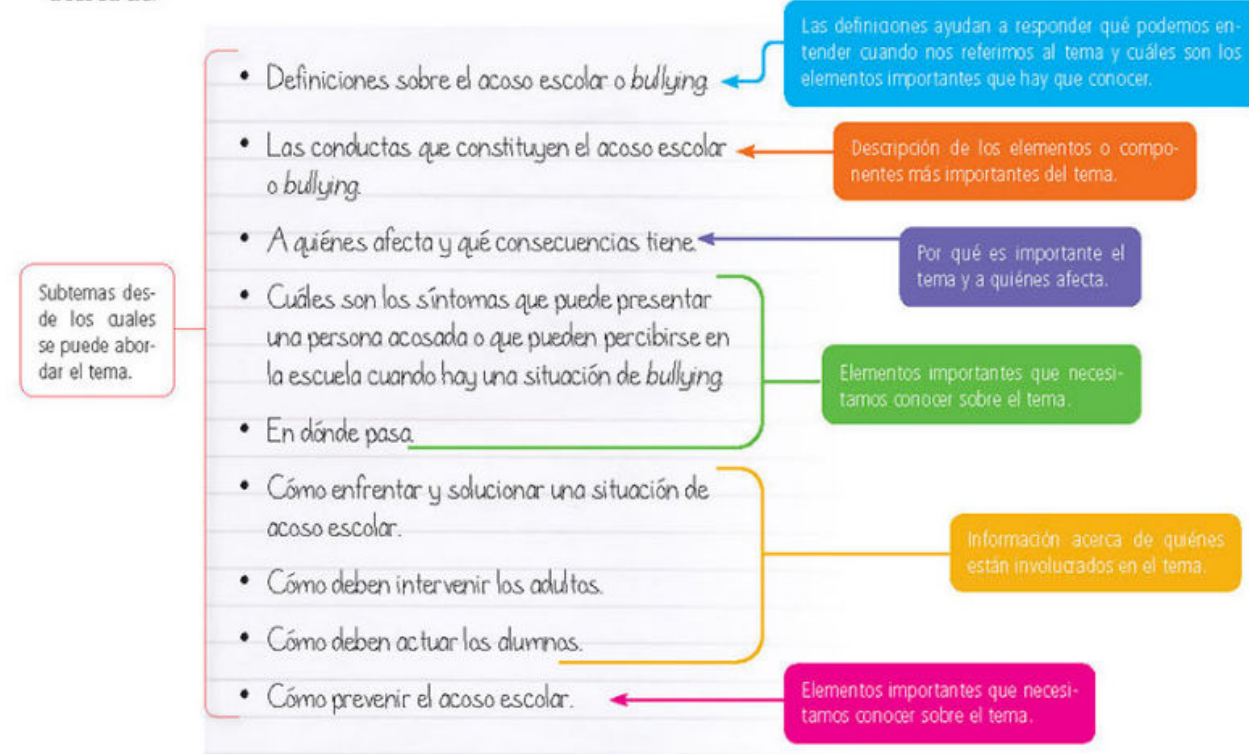 Las definiciones ayudan a responder qué podemos en-
tender cuando nos referimos al tema y cuáles son los
elementos importantes que hay que conocer.
• Definiciones sobre el acoso escolar o bullying.
• Las conductas que constituyen el acoso escolar
o bullying.
Descripción de los elementos o compo-
nentes más importantes del tema.
• A quiénes afecta y qué consecuencias tiene.
Por qué es importante el
tema y a quiénes afecta.
Subtemas des-
de los cuales
se puede abor-
dar el tema.
• Cuáles son los síntomas que puede presentar
una persona acosada o que pueden percibirse en
la escuela cuando hay una situación de bullying.
• En dónde pasa.
Elementos importantes que necesi-
tamos conocer sobre el tema.
• Cómo enfrentar y solucionar una situación de
acoso escolar.
• Cómo deben intervenir los adultos.
• Cómo deben actuar los alumnos.
Información acerca de quiénes
están involucrados en el tema.
• Cómo prevenir el acoso escolar.
Elementos importantes que necesi-
tamos conocer sobre el tema.